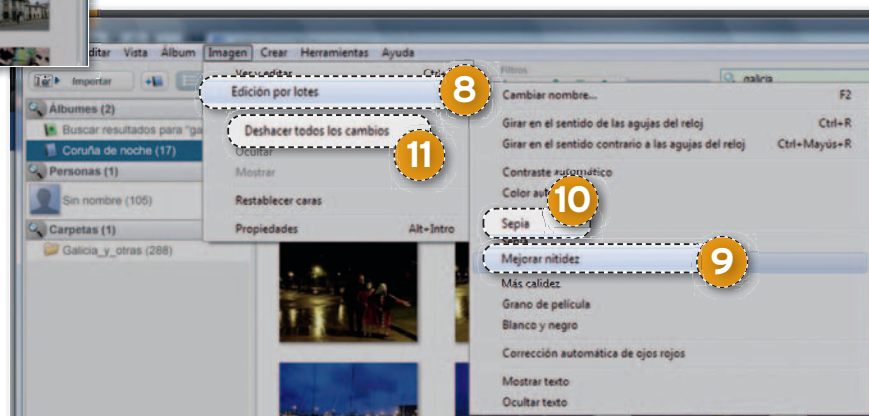 ditar Vista Álbum Imagen Crear Herramientas Ayuda
Importar
Filtros
galicia
Álbumes (2)
Buscar resultados para "ga
Coruña de noche (17)
Personas (1)
Sin nombre (105)
Carpetas (1)
Galicia_y_otras (288)
Ver y editar Ctrl+
Edición por lotes
8
Deshacer todos los cambios
11
Ocultar
Mostrar
Restablecer caras
Propiedades Alt+Intro
Cambiar nombre... F2
Girar en el sentido de las agujas del reloj Ctrl+R
Girar en el sentido contrario a las agujas del reloj Ctrl+Mayús+R
Contraste automático
Color aut
10
Sepia
Mejorar nitidez
9
Más calidez
Grano de película
Blanco y negro
Corrección automática de ojos rojos
Mostrar texto
Ocultar texto